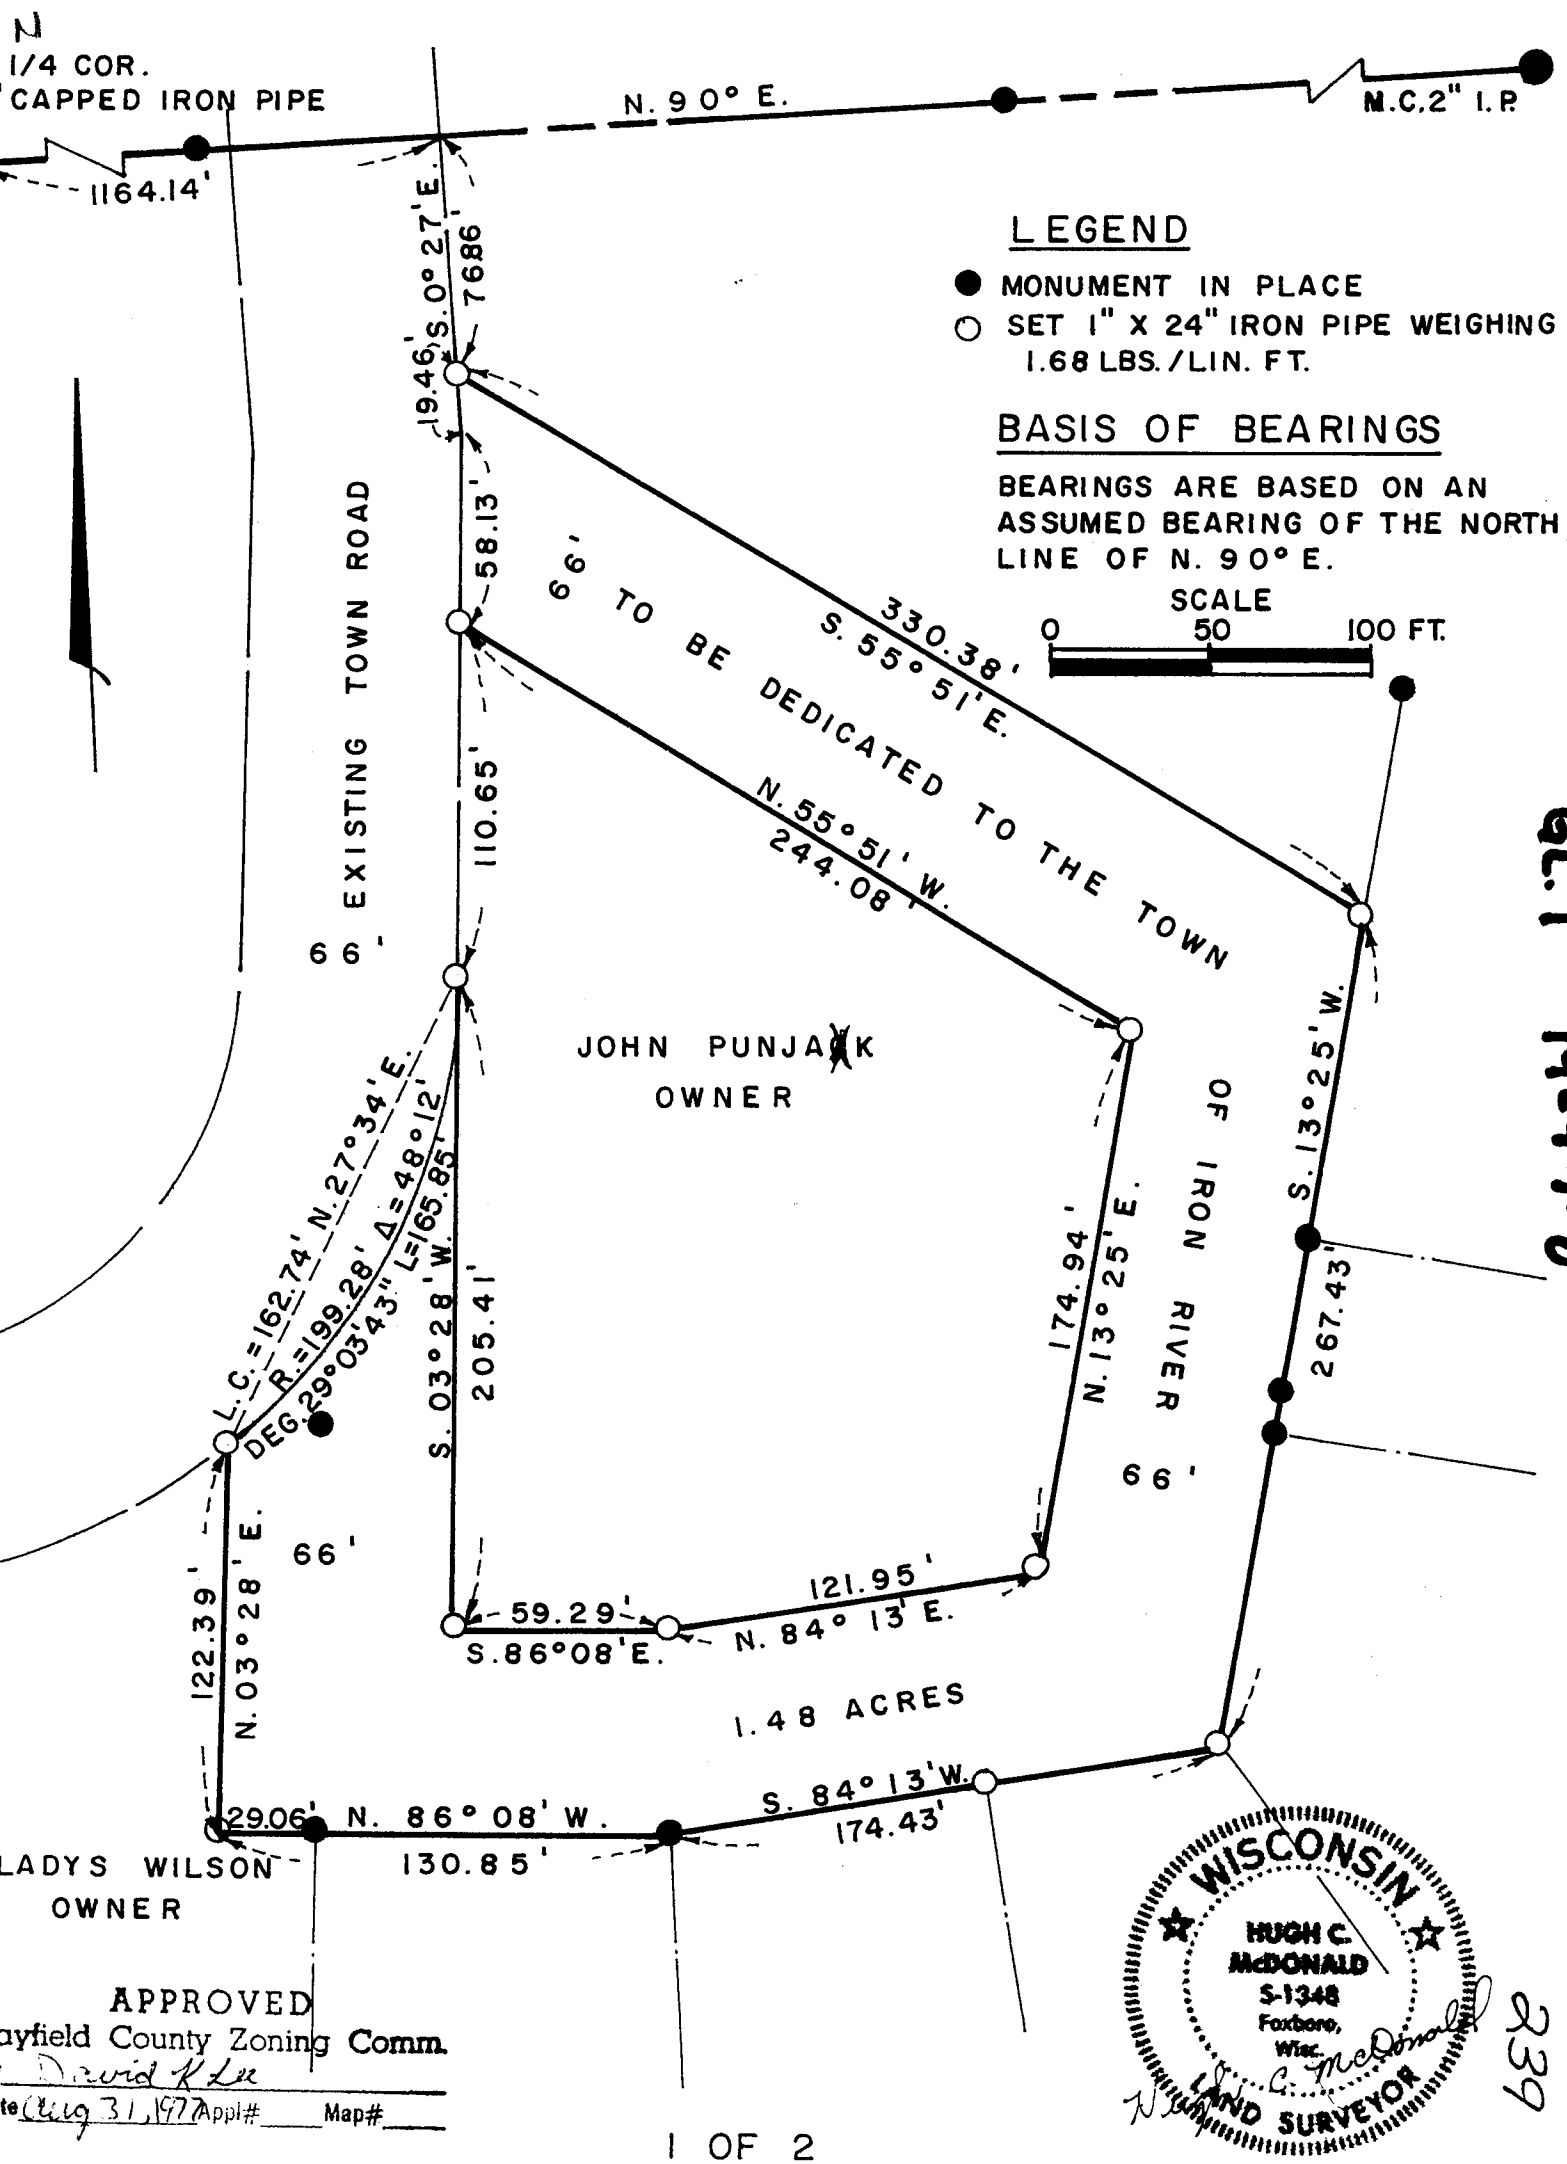 N
1/4 COR.
" CAPPED IRON PIPE
N. 90° E.
M.C. 2" I.P.
1164.14'
S. 0° 27' E.
76.86'
19.46'
LEGEND
MONUMENT IN PLACE
SET 1" X 24" IRON PIPE WEIGHING
1.68 LBS./LIN. FT.
BASIS OF BEARINGS
BEARINGS ARE BASED ON AN
ASSUMED BEARING OF THE NORTH
LINE OF N. 90° E.
SCALE
0 50 100 FT.
58.13'
66' EXISTING TOWN ROAD
66' TO BE DEDICATED TO THE TOWN
OF IRON RIVER
66'
330.38'
S. 55° 51' E.
N. 55° 51' W.
244.08'
110.65'
JOHN PUNJAK
OWNER
S. 13° 25' W.
267.43'
174.94'
N. 13° 25' E.
L.C. = 162.74' N. 27° 34' E.
R. = 199.28' Δ = 48° 12'
DEG. 29° 03' 43" L = 165.85'
S. 03° 28' W.
205.41'
122.39'
N. 03° 28' E.
66'
59.29'
S. 86° 08' E.
121.95'
N. 84° 13' E.
1.48 ACRES
29.06' N. 86° 08' W.
130.85'
S. 84° 13' W.
174.43'
LADYS WILSON
OWNER
APPROVED
ayfield County Zoning Comm.
David K Lee
te Aug 31, 1977 Appl# Map#
WISCONSIN
HUGH C.
McDONALD
S-1348
Foxboro,
Wisc.
LAND SURVEYOR
Hugh C. McDonald
239
1 OF 2